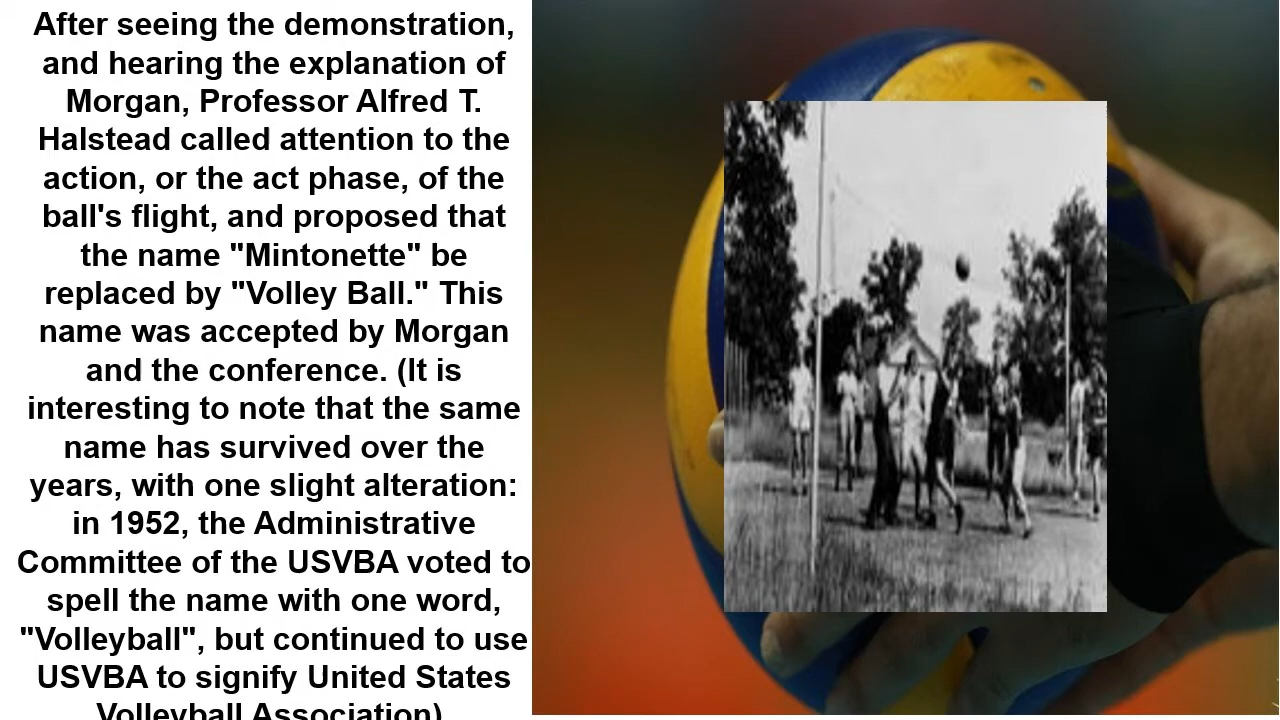 After seeing the demonstration,
and hearing the explanation of
Morgan, Professor Alfred T.
Halstead called attention to the
action, or the act phase, of the
ball's flight, and proposed that
the name "Mintonette" be
replaced by "Volley Ball." This
name was accepted by Morgan
and the conference. (It is
interesting to note that the same
name has survived over the
years, with one slight alteration:
in 1952, the Administrative
Committee of the USVBA voted to
spell the name with one word,
"Volleyball", but continued to use
USVBA to signify United States
Volleyball Association)